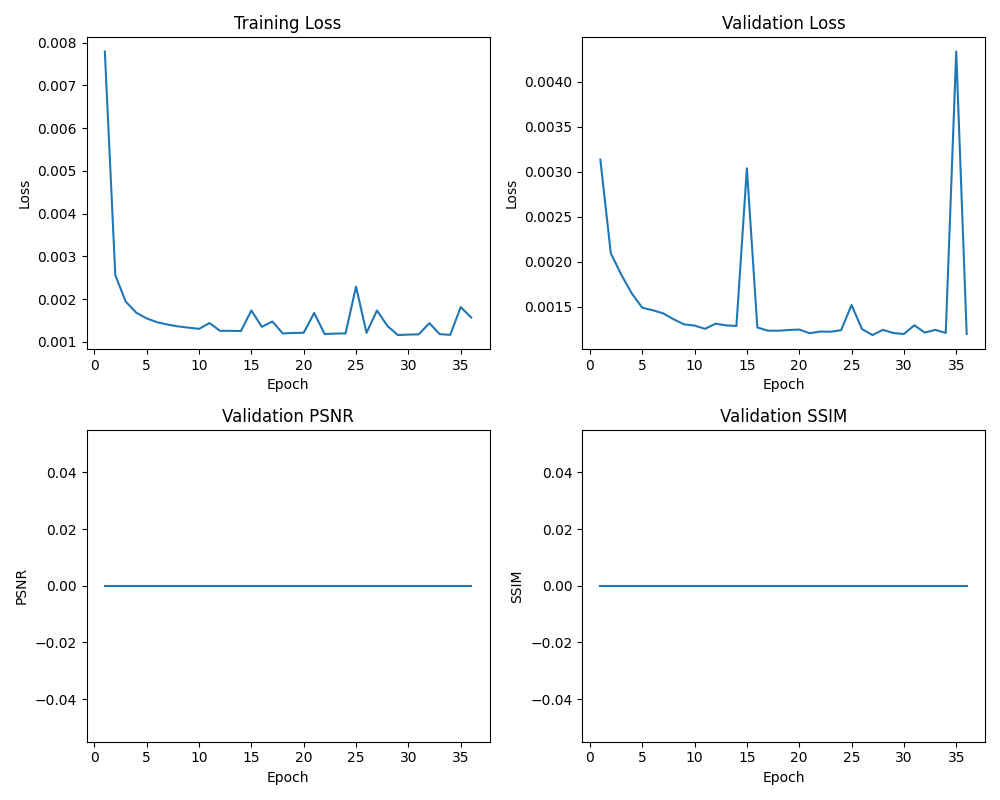 Training Loss
0.008
0.007
0.006
0.005
0.004
0.003
0.002
0.001
Loss
0 5 10 15 20 25 30 35
Epoch
Validation Loss
0.0040
0.0035
0.0030
0.0025
0.0020
0.0015
Loss
0 5 10 15 20 25 30 35
Epoch
Validation PSNR
0.04
0.02
0.00
−0.02
−0.04
PSNR
0 5 10 15 20 25 30 35
Epoch
Validation SSIM
0.04
0.02
0.00
−0.02
−0.04
SSIM
0 5 10 15 20 25 30 35
Epoch